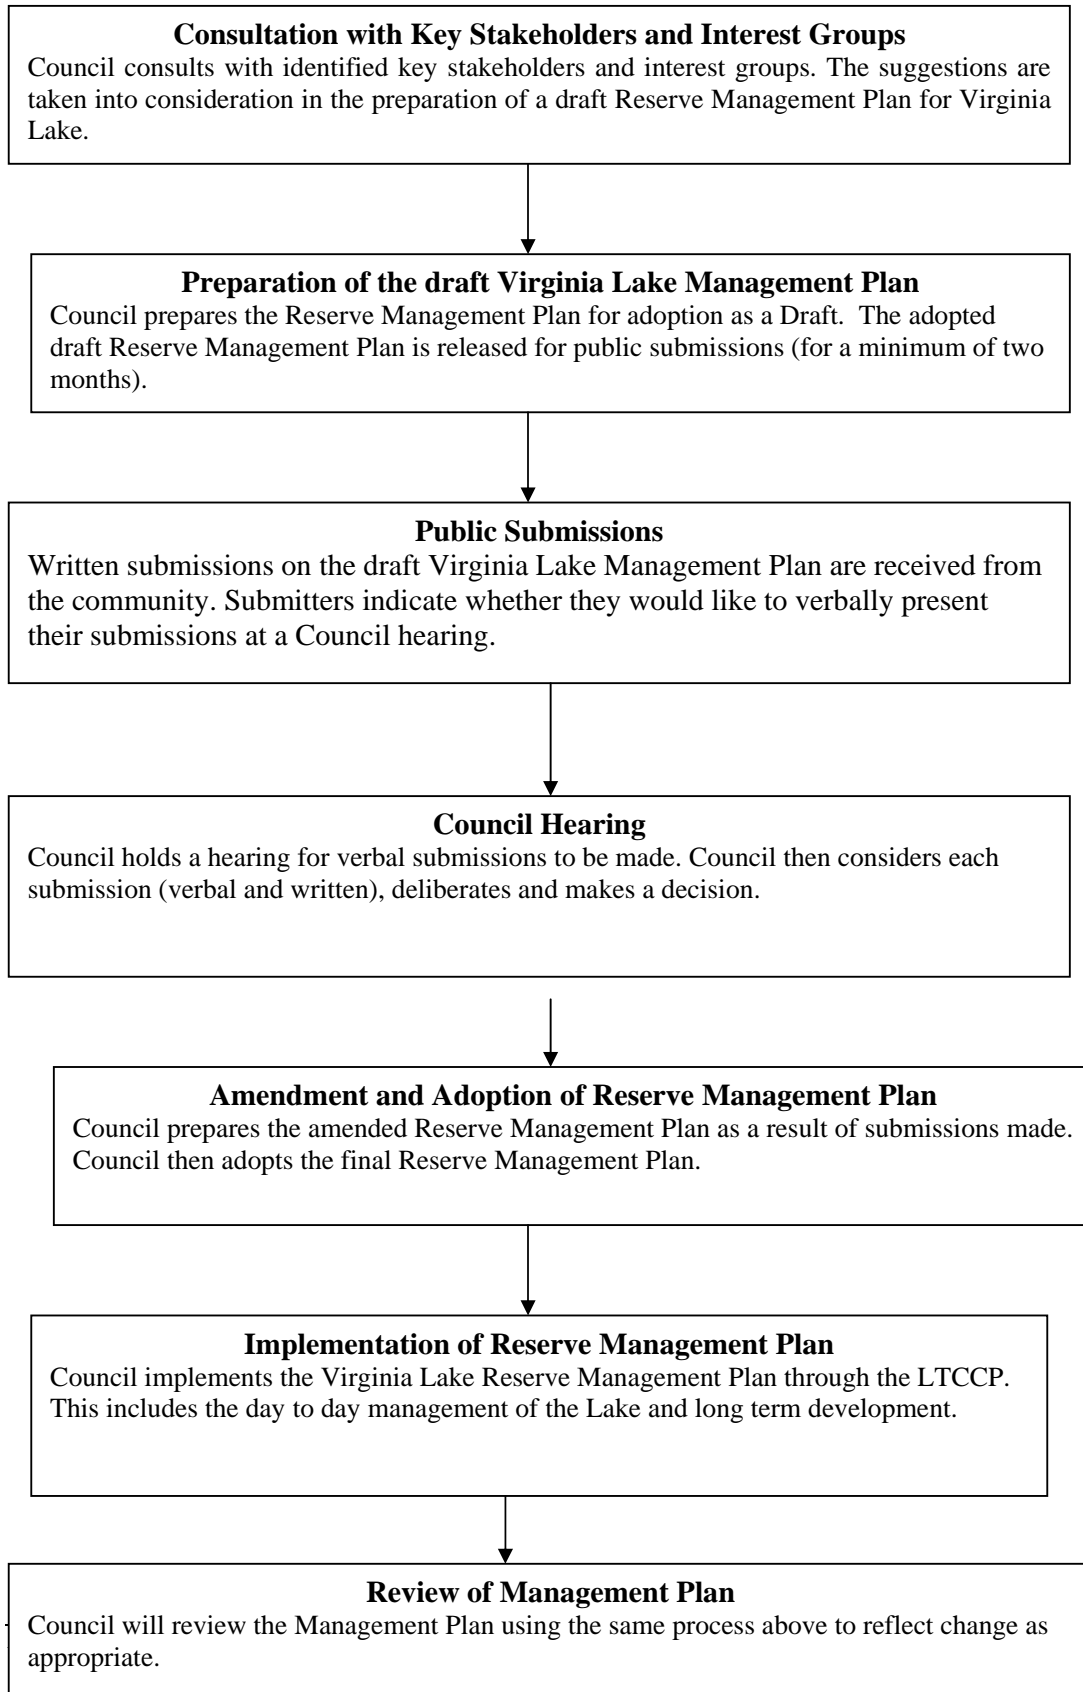 Consultation with Key Stakeholders and Interest Groups
Council consults with identified key stakeholders and interest groups. The suggestions are
taken into consideration in the preparation of a draft Reserve Management Plan for Virginia
Lake.
Preparation of the draft Virginia Lake Management Plan
Council prepares the Reserve Management Plan for adoption as a Draft.  The adopted
draft Reserve Management Plan is released for public submissions (for a minimum of two
months).
Public Submissions
Written submissions on the draft Virginia Lake Management Plan are received from
the community. Submitters indicate whether they would like to verbally present
their submissions at a Council hearing.
Council Hearing
Council holds a hearing for verbal submissions to be made. Council then considers each
submission (verbal and written), deliberates and makes a decision.
Amendment and Adoption of Reserve Management Plan
Council prepares the amended Reserve Management Plan as a result of submissions made.
Council then adopts the final Reserve Management Plan.
Implementation of Reserve Management Plan
Council implements the Virginia Lake Reserve Management Plan through the LTCCP.
This includes the day to day management of the Lake and long term development.
Review of Management Plan
Council will review the Management Plan using the same process above to reflect change as
appropriate.